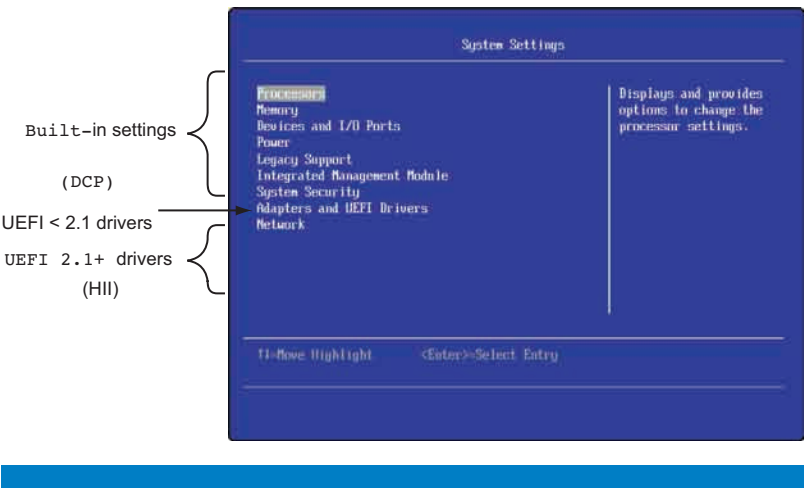 System Settings
Processors
Memory
Devices and I/O Ports
Power
Legacy Support
Integrated Management Module
System Security
Adapters and UEFI Drivers
Network
Displays and provides
options to change the
processor settings.
↑↓=Move Highlight <Enter>=Select Entry
Built-in settings
(DCP)
UEFI < 2.1 drivers
UEFI 2.1+ drivers
(HII)